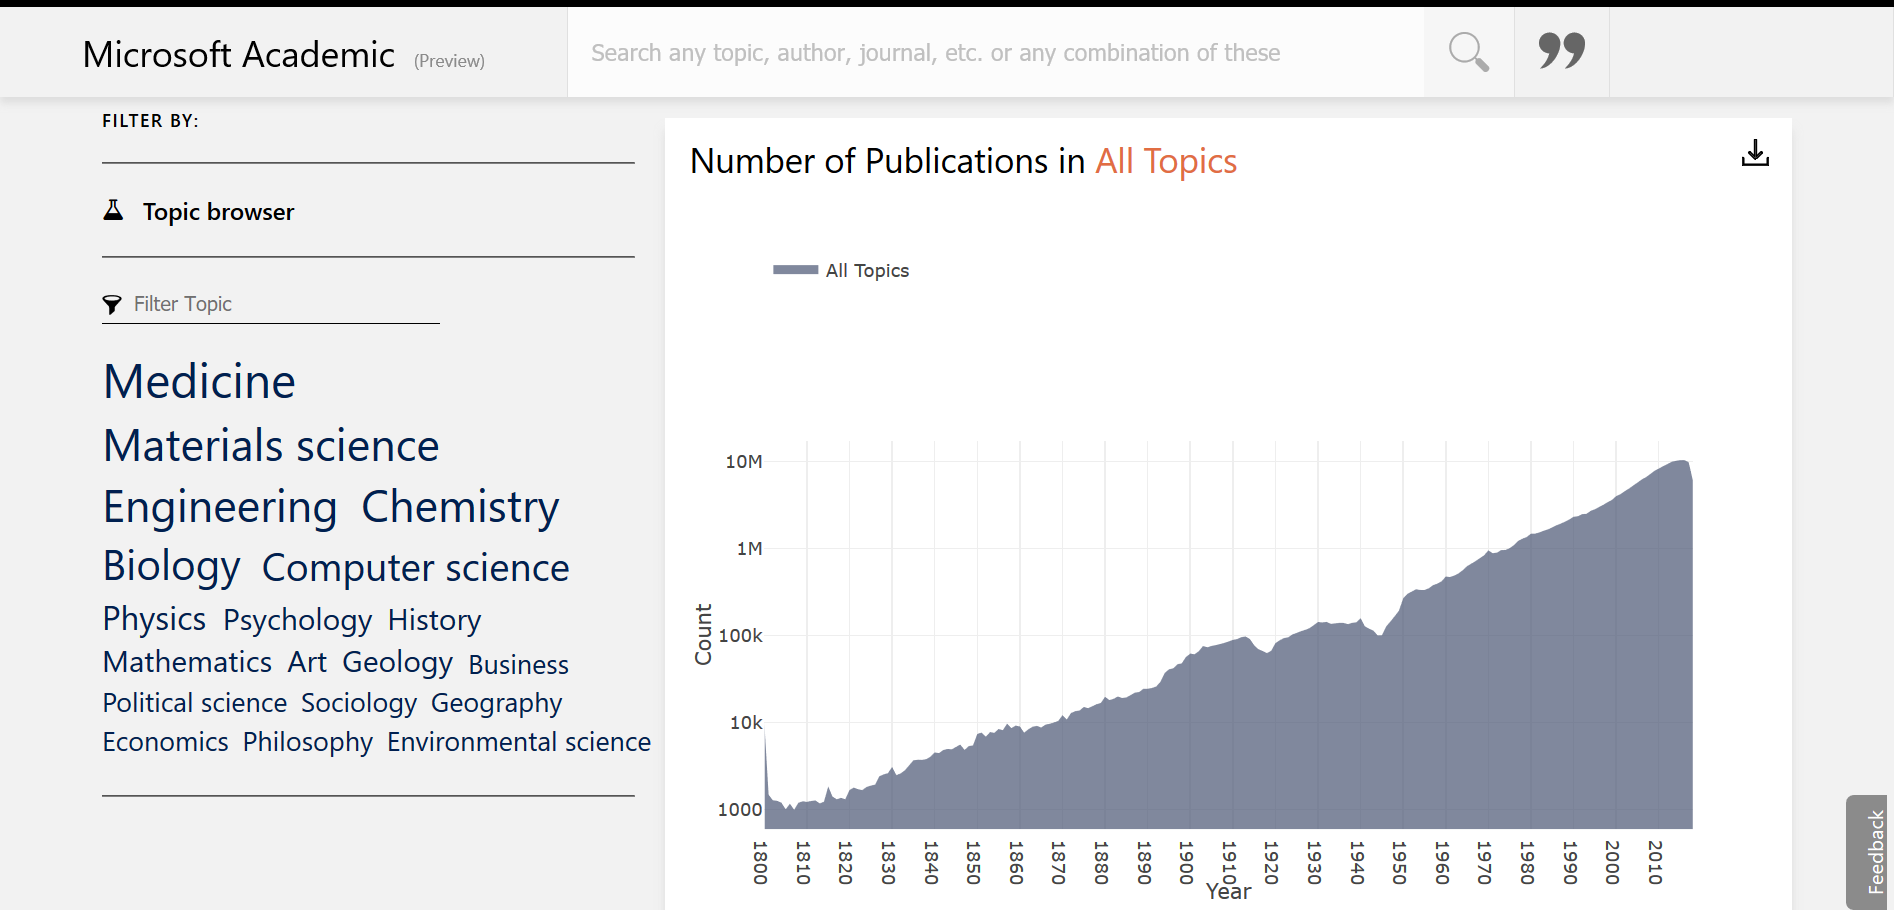 Microsoft Academic (Preview)
Search any topic, author, journal, etc. or any combination of these
FILTER BY:
Topic browser
Filter Topic
Medicine
Materials science
Engineering Chemistry
Biology Computer science
Physics Psychology History
Mathematics Art Geology Business
Political science Sociology Geography
Economics Philosophy Environmental science
Number of Publications in All Topics
All Topics
10M
1M
100k
10k
1000
Count
1800 1810 1820 1830 1840 1850 1860 1870 1880 1890 1900 1910 1920 1930 1940 1950 1960 1970 1980 1990 2000 2010
Year
Feedback